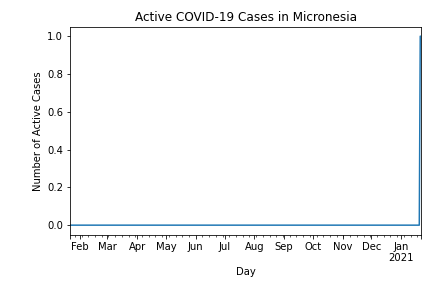 Active COVID-19 Cases in Micronesia
Number of Active Cases
1.0
0.8
0.6
0.4
0.2
0.0
Feb Mar Apr May Jun Jul Aug Sep Oct Nov Dec Jan
2021
Day